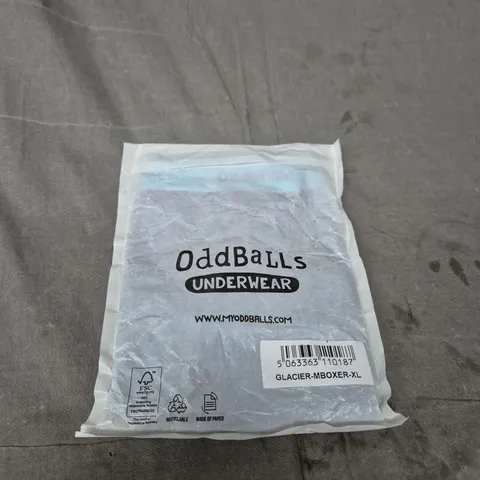 OddBaLLs
UNDERWEAR
WWW.MYODDBALLS.COM
5 063363 110187
GLACIER-MBOXER-XL
FSC
RECYCLABLE
MADE OF PAPER